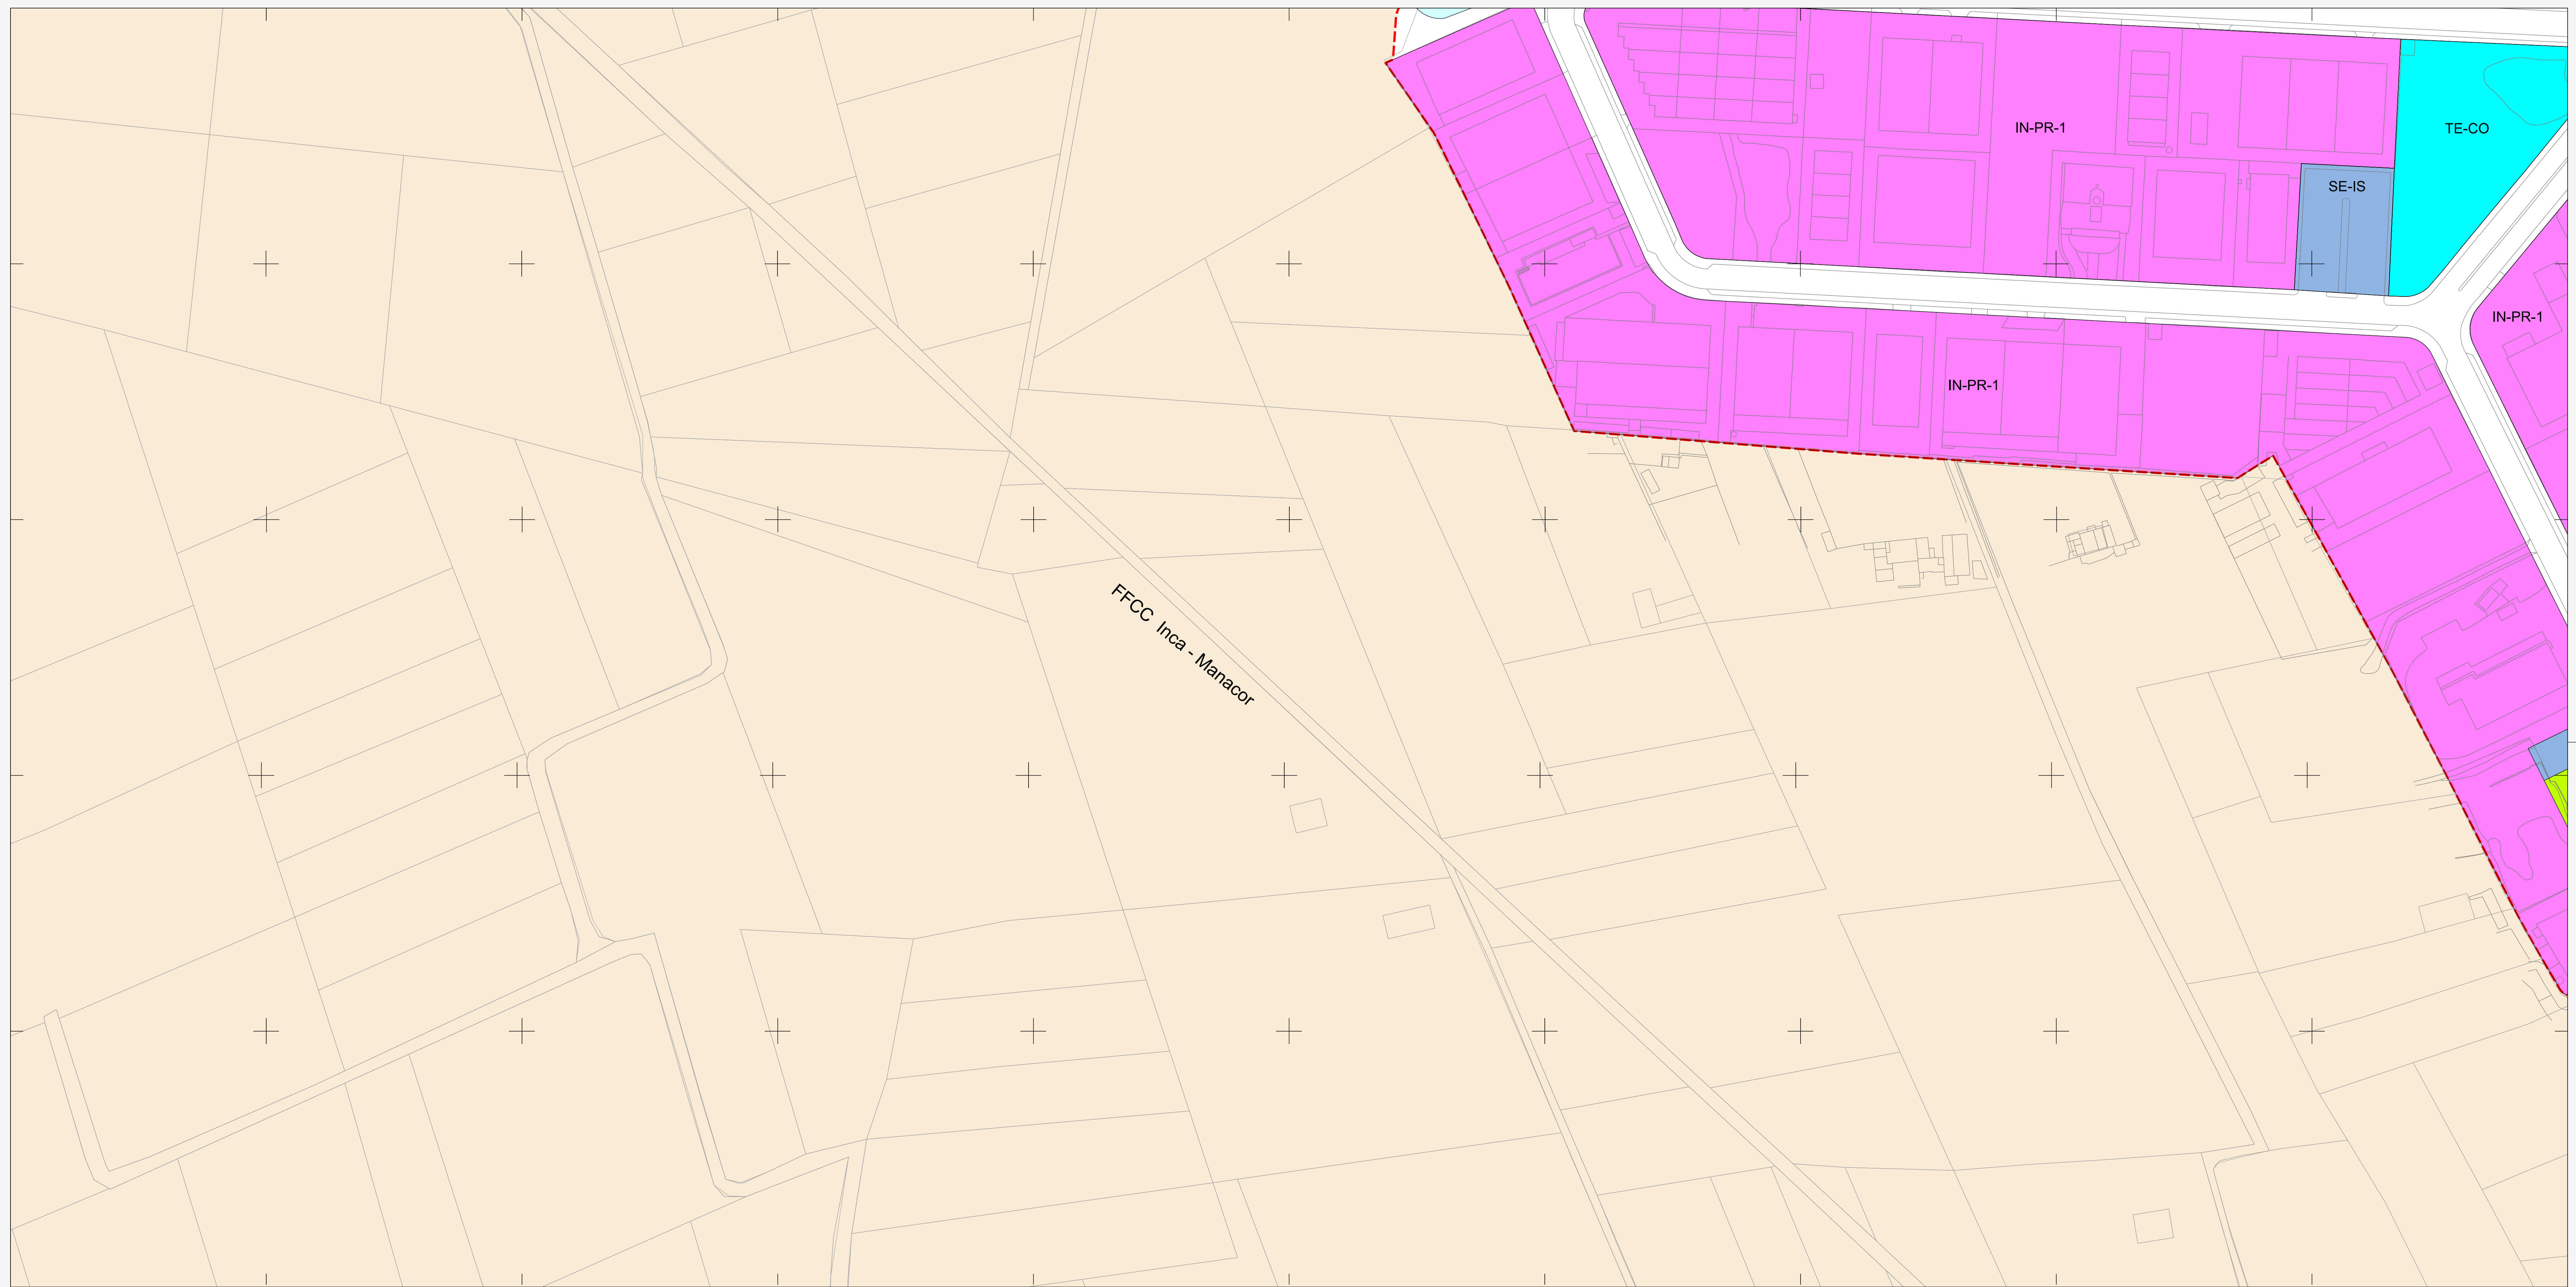 IN-PR-1
TE-CO
SE-IS
IN-PR-1
IN-PR-1
FFCC Inca - Manacor